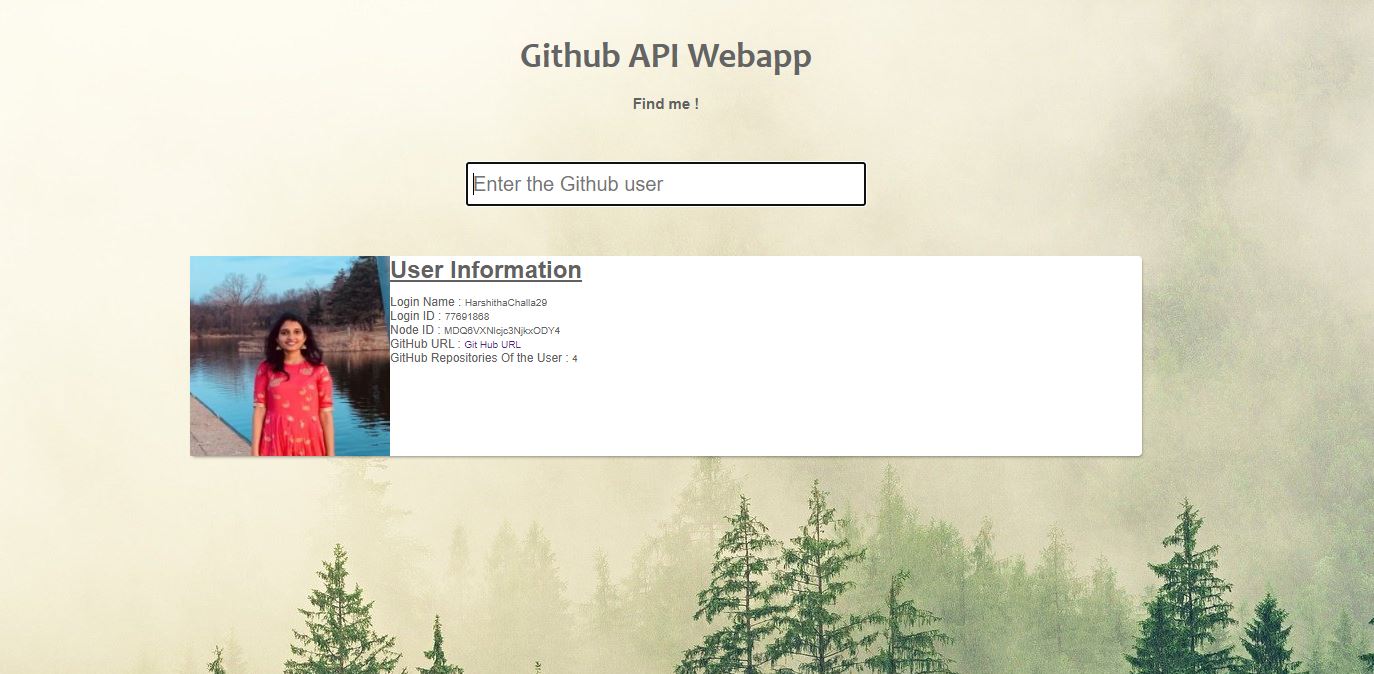 Github API Webapp
Find me !
Enter the Github user
User Information
Login Name : HarshithaChalla29
Login ID : 77691868
Node ID : MDQ6VXNlcjc3NjkxODY4
GitHub URL : Git Hub URL
GitHub Repositories Of the User : 4